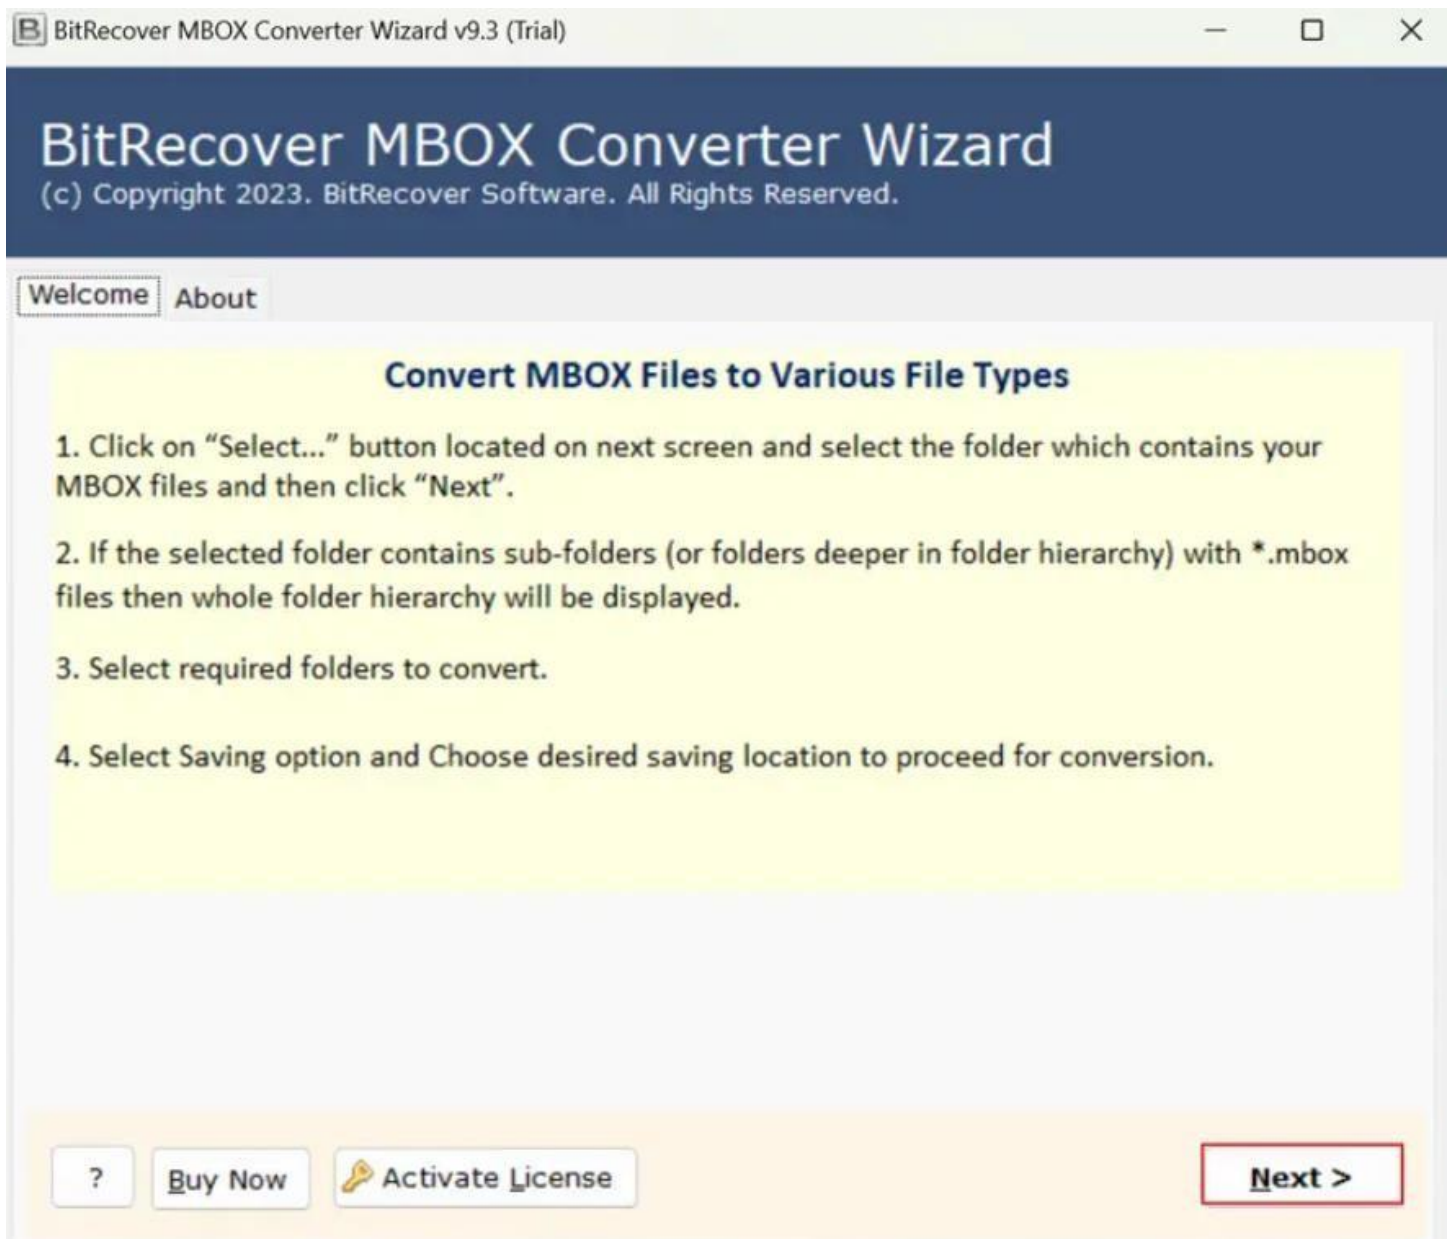 BitRecover MBOX Converter Wizard v9.3 (Trial)
BitRecover MBOX Converter Wizard
(c) Copyright 2023. BitRecover Software. All Rights Reserved.
Welcome About
Convert MBOX Files to Various File Types
1. Click on “Select...” button located on next screen and select the folder which contains your
MBOX files and then click “Next”.
2. If the selected folder contains sub-folders (or folders deeper in folder hierarchy) with *.mbox
files then whole folder hierarchy will be displayed.
3. Select required folders to convert.
4. Select Saving option and Choose desired saving location to proceed for conversion.
? Buy Now Activate License Next >